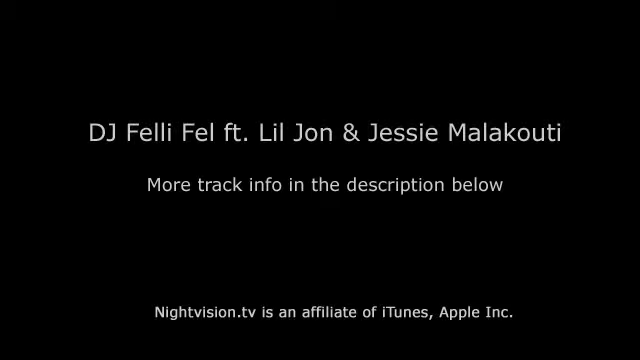 DJ Felli Fel ft. Lil Jon & Jessie Malakouti
More track info in the description below
Nightvision.tv is an affiliate of iTunes, Apple Inc.